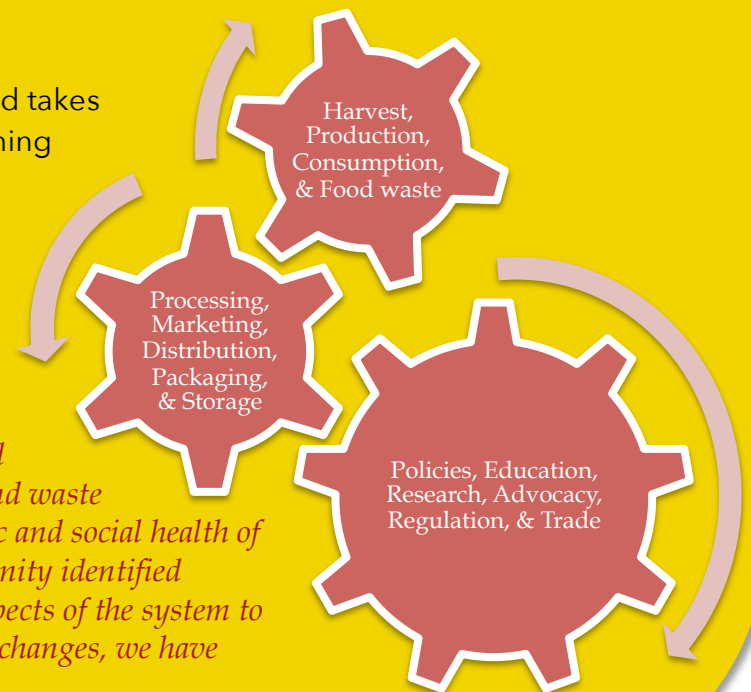 d takes
ning
Harvest,
Production,
Consumption,
& Food waste
Processing,
Marketing,
Distribution,
Packaging,
& Storage
Policies, Education,
Research, Advocacy,
Regulation, & Trade
d
nd waste
c and social health of
nity identified
pects of the system to
changes, we have